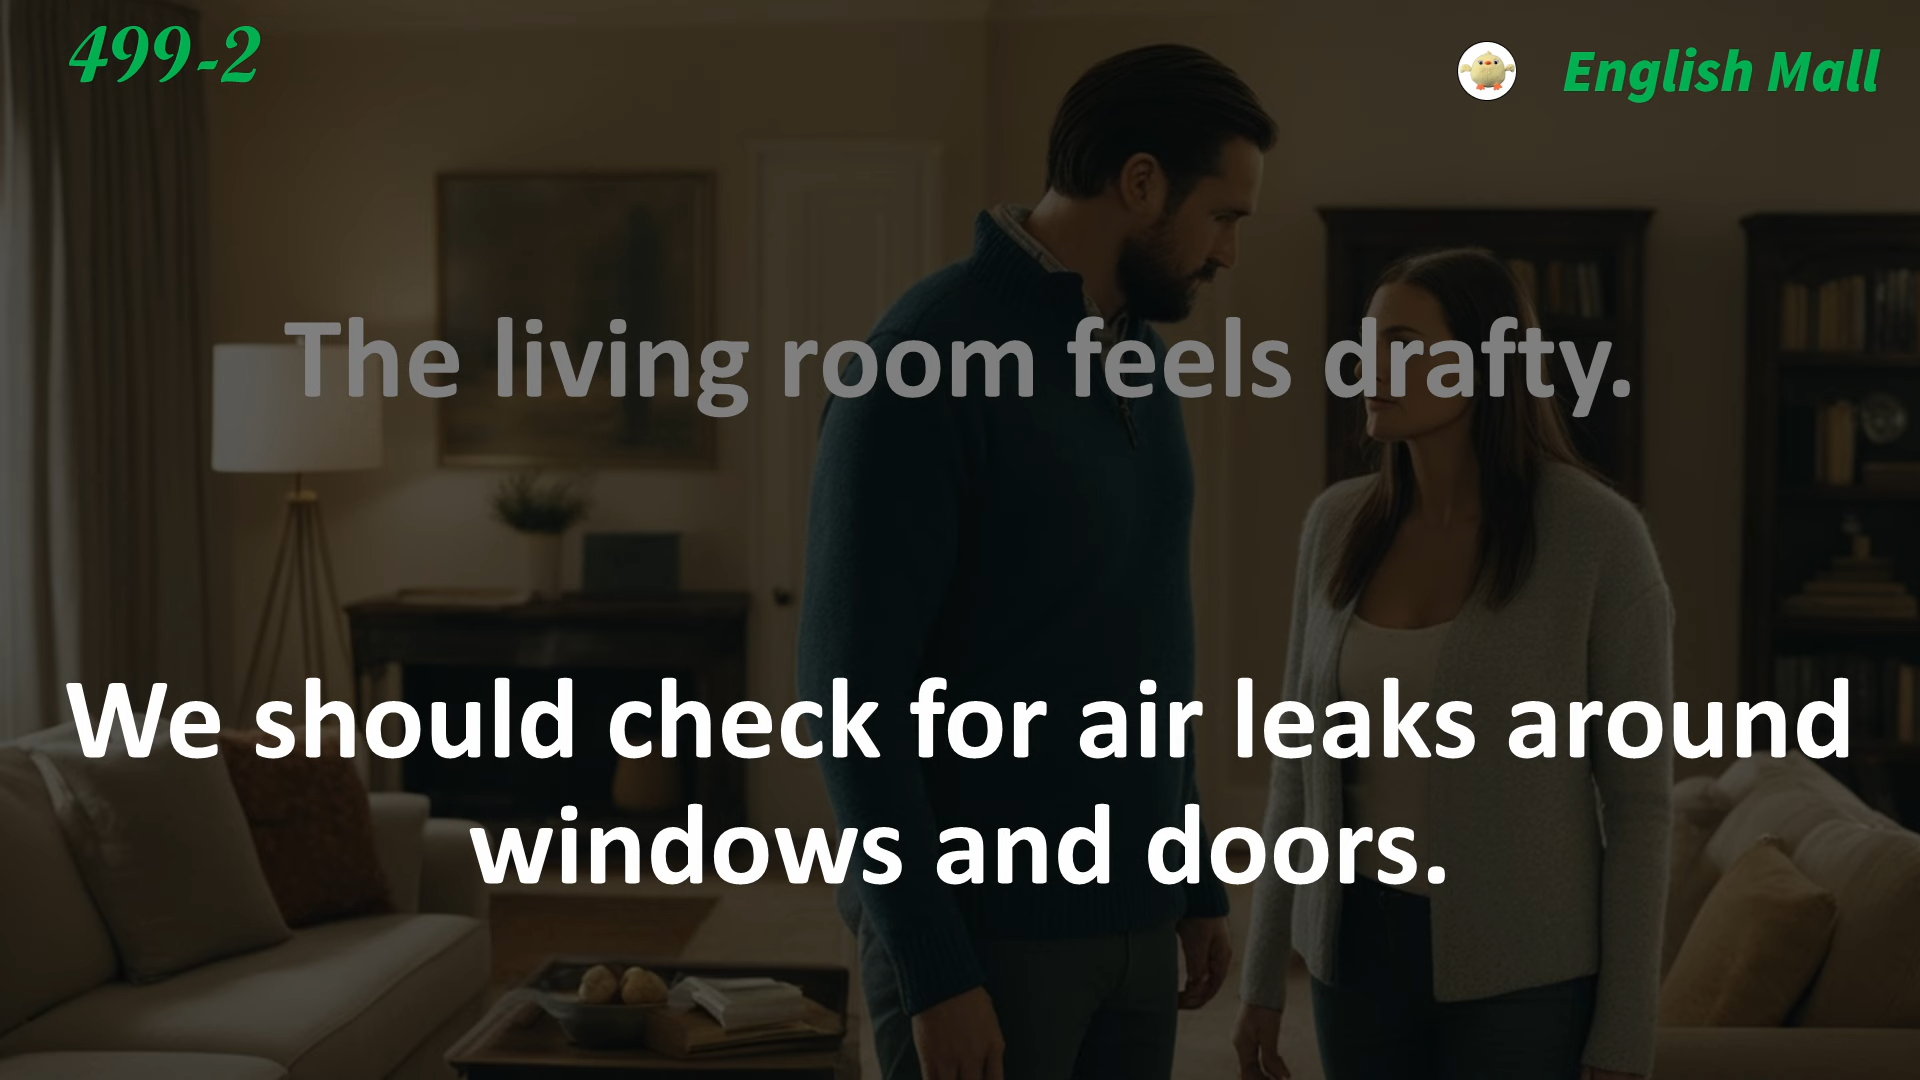 499-2
English Mall
The living room feels drafty.
We should check for air leaks around
windows and doors.